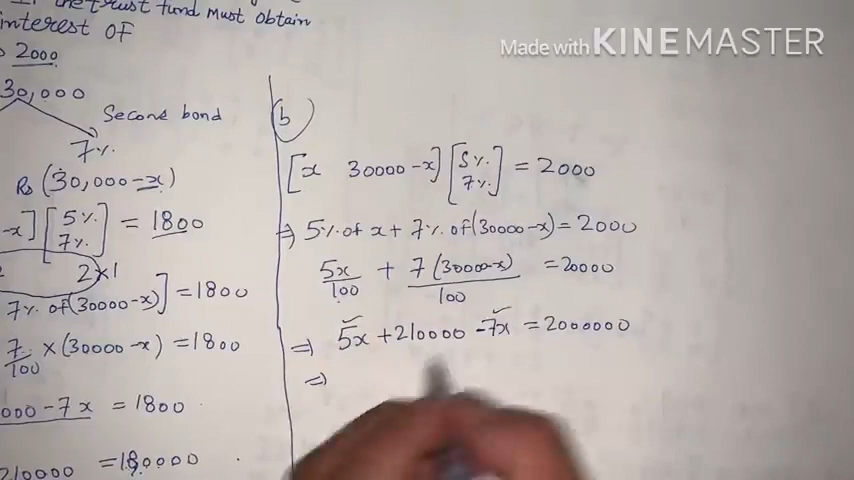 the trust fund must obtain
interest OF
2000
30,000
Second bond
7%
Rs (30,000-x)
-x] [5% 7%] = 1800
2×1
7% of (30000-x)] = 1800
7/100 × (30000-x) = 1800
000-7x = 1800
210000 = 180000
Made with KINEMASTER
b)
[x 30000-x] [5% 7%] = 2000
⇒ 5% of x + 7% of (30000-x) = 2000
5x/100 + 7(30000-x)/100 = 20000
⇒ 5x + 210000 - 7x = 2000000
⇒